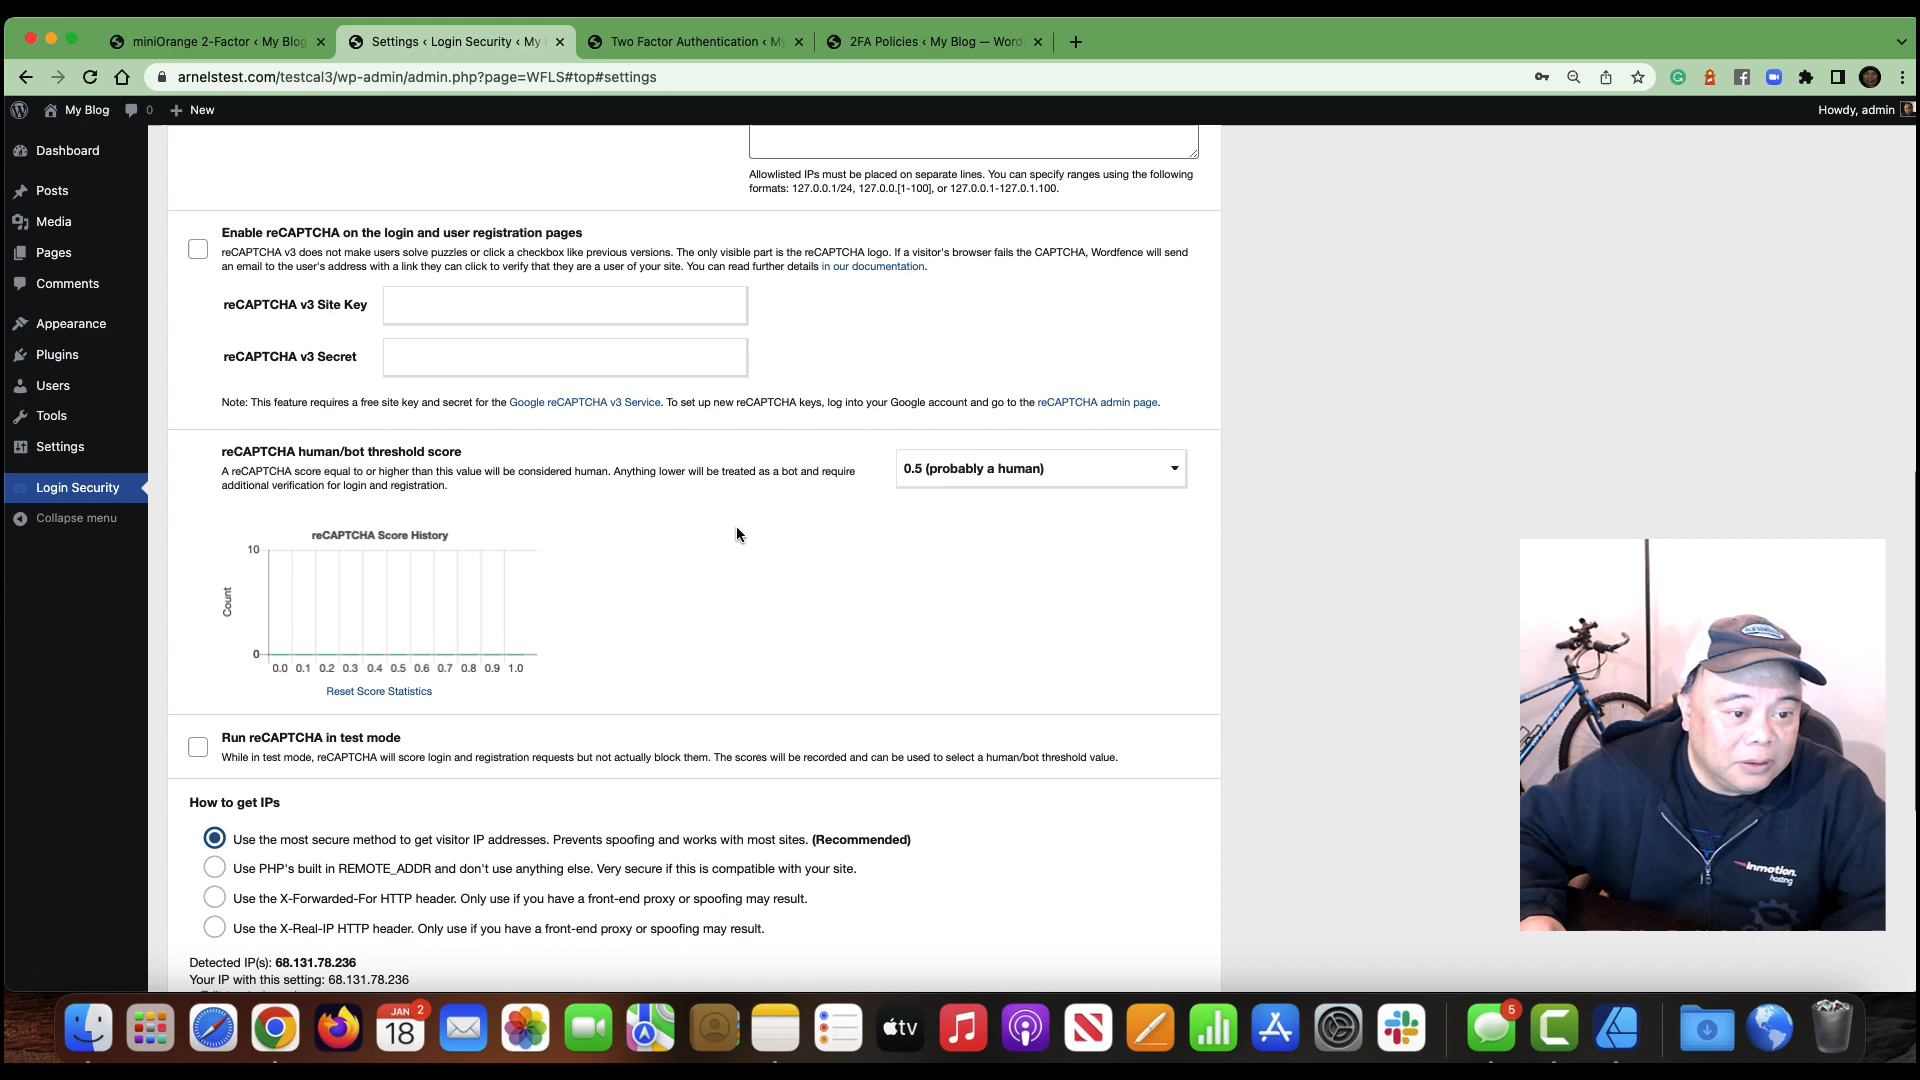 miniOrange 2-Factor ‹ My Blog
Settings ‹ Login Security ‹ My
Two Factor Authentication ‹ My
2FA Policies ‹ My Blog — Word
arnelstest.com/testcal3/wp-admin/admin.php?page=WFLS#top#settings
My Blog
0
New
Howdy, admin
Dashboard
Posts
Media
Pages
Comments
Appearance
Plugins
Users
Tools
Settings
Login Security
Collapse menu
Allowlisted IPs must be placed on separate lines. You can specify ranges using the following
formats: 127.0.0.1/24, 127.0.0.[1-100], or 127.0.0.1-127.0.1.100.
Enable reCAPTCHA on the login and user registration pages
reCAPTCHA v3 does not make users solve puzzles or click a checkbox like previous versions. The only visible part is the reCAPTCHA logo. If a visitor's browser fails the CAPTCHA, Wordfence will send
an email to the user's address with a link they can click to verify that they are a user of your site. You can read further details in our documentation.
reCAPTCHA v3 Site Key
reCAPTCHA v3 Secret
Note: This feature requires a free site key and secret for the Google reCAPTCHA v3 Service. To set up new reCAPTCHA keys, log into your Google account and go to the reCAPTCHA admin page.
reCAPTCHA human/bot threshold score
A reCAPTCHA score equal to or higher than this value will be considered human. Anything lower will be treated as a bot and require
additional verification for login and registration.
0.5 (probably a human)
reCAPTCHA Score History
10
Count
0
0.0 0.1 0.2 0.3 0.4 0.5 0.6 0.7 0.8 0.9 1.0
Reset Score Statistics
Run reCAPTCHA in test mode
While in test mode, reCAPTCHA will score login and registration requests but not actually block them. The scores will be recorded and can be used to select a human/bot threshold value.
How to get IPs
Use the most secure method to get visitor IP addresses. Prevents spoofing and works with most sites. (Recommended)
Use PHP's built in REMOTE_ADDR and don't use anything else. Very secure if this is compatible with your site.
Use the X-Forwarded-For HTTP header. Only use if you have a front-end proxy or spoofing may result.
Use the X-Real-IP HTTP header. Only use if you have a front-end proxy or spoofing may result.
Detected IP(s): 68.131.78.236
Your IP with this setting: 68.131.78.236
Inmotion
hosting
JAN
18
2
tv
5